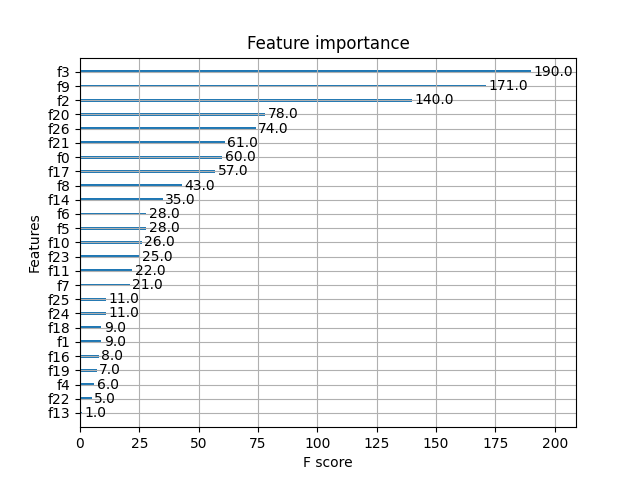 Feature importance
f3 190.0
f9 171.0
f2 140.0
f20 78.0
f26 74.0
f21 61.0
f0 60.0
f17 57.0
f8 43.0
f14 35.0
f6 28.0
f5 28.0
f10 26.0
f23 25.0
f11 22.0
f7 21.0
f25 11.0
f24 11.0
f18 9.0
f1 9.0
f16 8.0
f19 7.0
f4 6.0
f22 5.0
f13 1.0
Features
0 25 50 75 100 125 150 175 200
F score